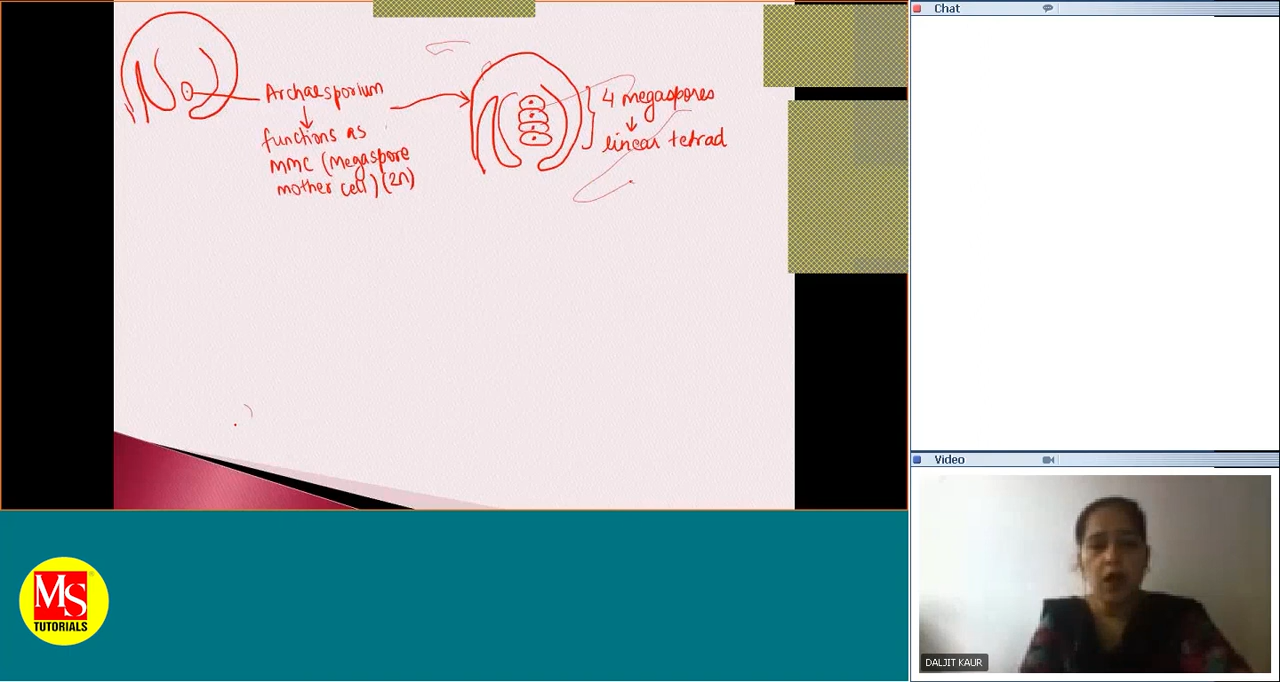 Chat
Archaesporium
functions as
MMC (Megaspore
mother cell) (2n)
4 megaspores
linear tetrad
Video
MS
TUTORIALS
DALJIT KAUR